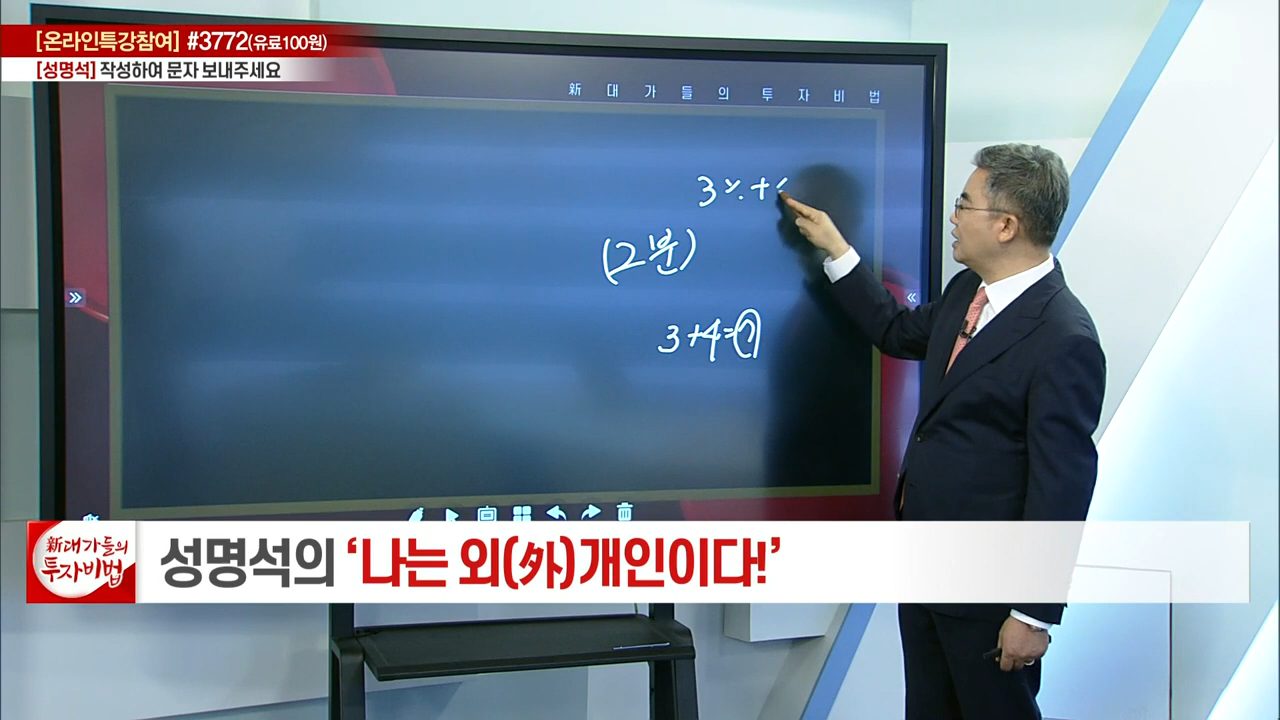 [온라인특강참여] #3772(유료100원)
[성명석] 작성하여 문자 보내주세요
新 대 가 들 의 투 자 비 법
3%+
(2분)
3+4=7
新대가들의
투자비법
성명석의 ‘나는 외(外)개인이다!’